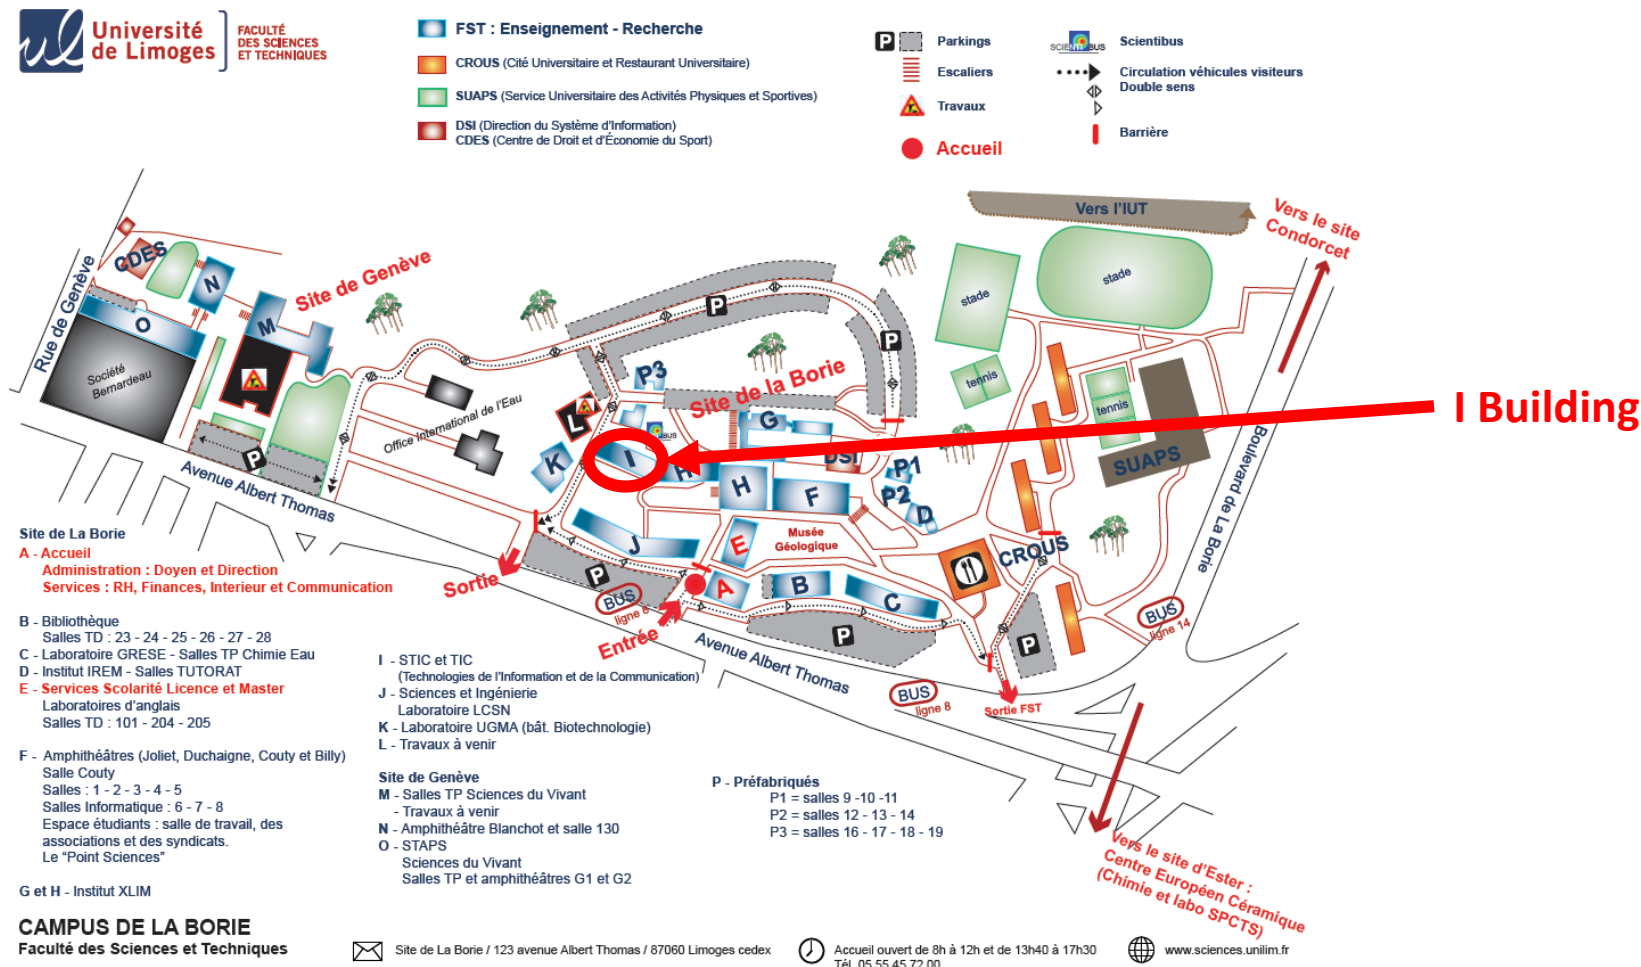 Université
de Limoges
FACULTÉ
DES SCIENCES
ET TECHNIQUES
FST : Enseignement - Recherche
CROUS (Cité Universitaire et Restaurant Universitaire)
SUAPS (Service Universitaire des Activités Physiques et Sportives)
DSI (Direction du Système d'Information)
CDES (Centre de Droit et d'Économie du Sport)
P Parkings
Escaliers
Travaux
Accueil
SCIENTIBUS Scientibus
Circulation véhicules visiteurs
Double sens
Barrière
Vers l'IUT
Vers le site
Condorcet
stade
stade
Rue de Genève
CDES
N
Site de Genève
O
M
Société
Bernardeau
P
P
P3
Site de la Borie
Office International de l'Eau
L
BUS
G
tennis
tennis
I Building
K
I
H
DSI
P1
SUAPS
P
Avenue Albert Thomas
H
F
P2
D
Boulevard de La Borie
J
E
Musée
Géologique
CROUS
Sortie
P
BUS
ligne 8
A
B
C
Entrée
P
P
BUS
ligne 14
Avenue Albert Thomas
BUS
ligne 8
Sortie FST
Site de La Borie
A - Accueil
Administration : Doyen et Direction
Services : RH, Finances, Interieur et Communication
B - Bibliothèque
Salles TD : 23 - 24 - 25 - 26 - 27 - 28
C - Laboratoire GRESE - Salles TP Chimie Eau
D - Institut IREM - Salles TUTORAT
E - Services Scolarité Licence et Master
Laboratoires d'anglais
Salles TD : 101 - 204 - 205
F - Amphithéâtres (Joliet, Duchaigne, Couty et Billy)
Salle Couty
Salles : 1 - 2 - 3 - 4 - 5
Salles Informatique : 6 - 7 - 8
Espace étudiants : salle de travail, des
associations et des syndicats.
Le "Point Sciences"
G et H - Institut XLIM
I - STIC et TIC
(Technologies de l'Information et de la Communication)
J - Sciences et Ingénierie
Laboratoire LCSN
K - Laboratoire UGMA (bât. Biotechnologie)
L - Travaux à venir
Site de Genève
M - Salles TP Sciences du Vivant
- Travaux à venir
N - Amphithéâtre Blanchot et salle 130
O - STAPS
Sciences du Vivant
Salles TP et amphithéâtres G1 et G2
P - Préfabriqués
P1 = salles 9 -10 -11
P2 = salles 12 - 13 - 14
P3 = salles 16 - 17 - 18 - 19
Vers le site d'Ester :
Centre Européen Céramique
(Chimie et labo SPCTS)
CAMPUS DE LA BORIE
Faculté des Sciences et Techniques
Site de La Borie / 123 avenue Albert Thomas / 87060 Limoges cedex
Accueil ouvert de 8h à 12h et de 13h40 à 17h30
Tél. 05 55 45 72 00
www.sciences.unilim.fr